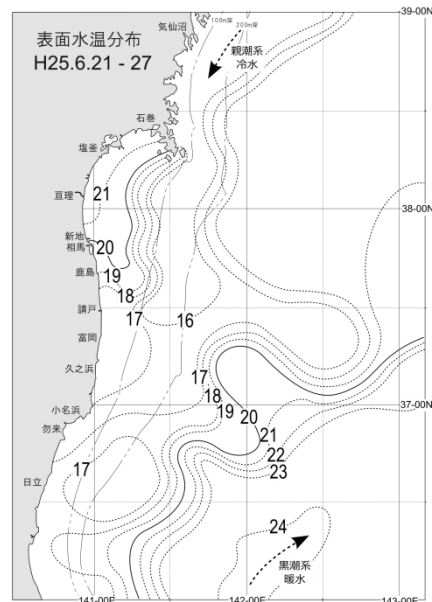 39-00N
気仙沼
100m深
200m深
表面水温分布
H25.6.21 - 27
親潮系
冷水
石巻
塩釜
亘理
21
38-00N
新地
相馬
20
鹿島
19
18
請戸
17
16
富岡
久之浜
17
18
小名浜
19
20
37-00N
勿来
21
22
17
23
日立
24
黒潮系
暖水
141-00E
142-00E
143-00E